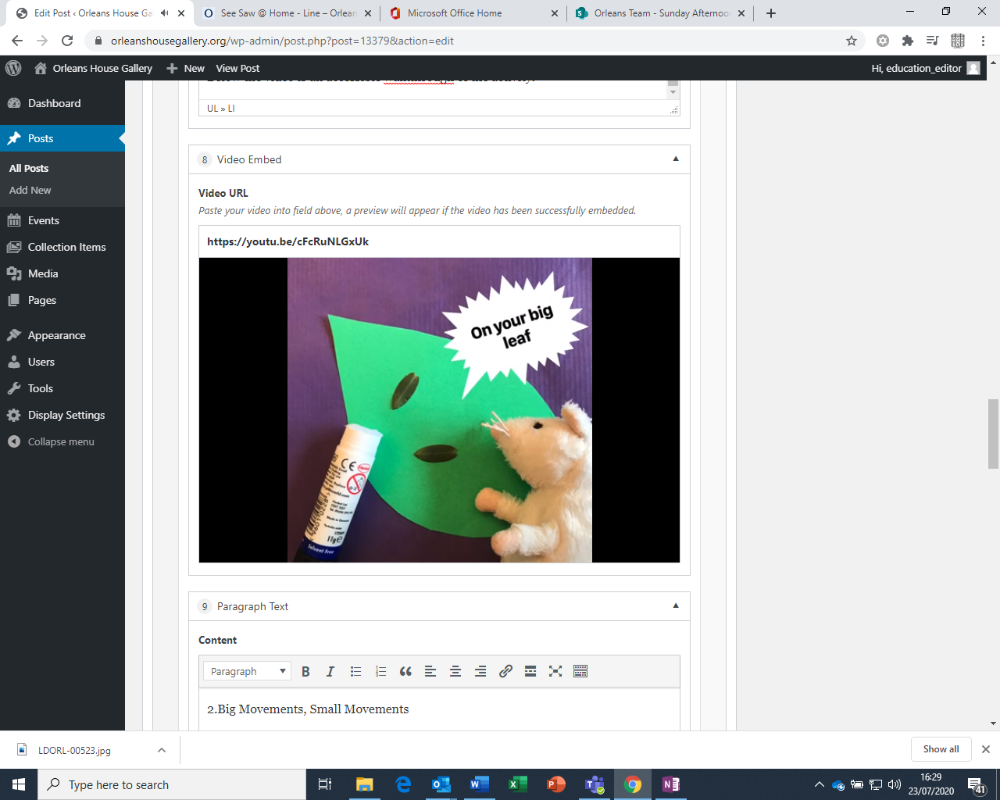 Edit Post ‹ Orleans House Ga
See Saw @ Home - Line – Orlean
Microsoft Office Home
Orleans Team - Sunday Afternoo
orleanshousegallery.org/wp-admin/post.php?post=13379&action=edit
Orleans House Gallery
New
View Post
Hi, education_editor
Dashboard
Posts
All Posts
Add New
Events
Collection Items
Media
Pages
Appearance
Users
Tools
Display Settings
Collapse menu
UL » LI
8 Video Embed
Video URL
Paste your video into field above, a preview will appear if the video has been successfully embedded.
https://youtu.be/cFcRuNLGxUk
On your big
leaf
CE
11g e
Solvent Free
9 Paragraph Text
Content
Paragraph
B I
2.Big Movements, Small Movements
LDORL-00523.jpg
Show all
Type here to search
16:29
23/07/2020
41